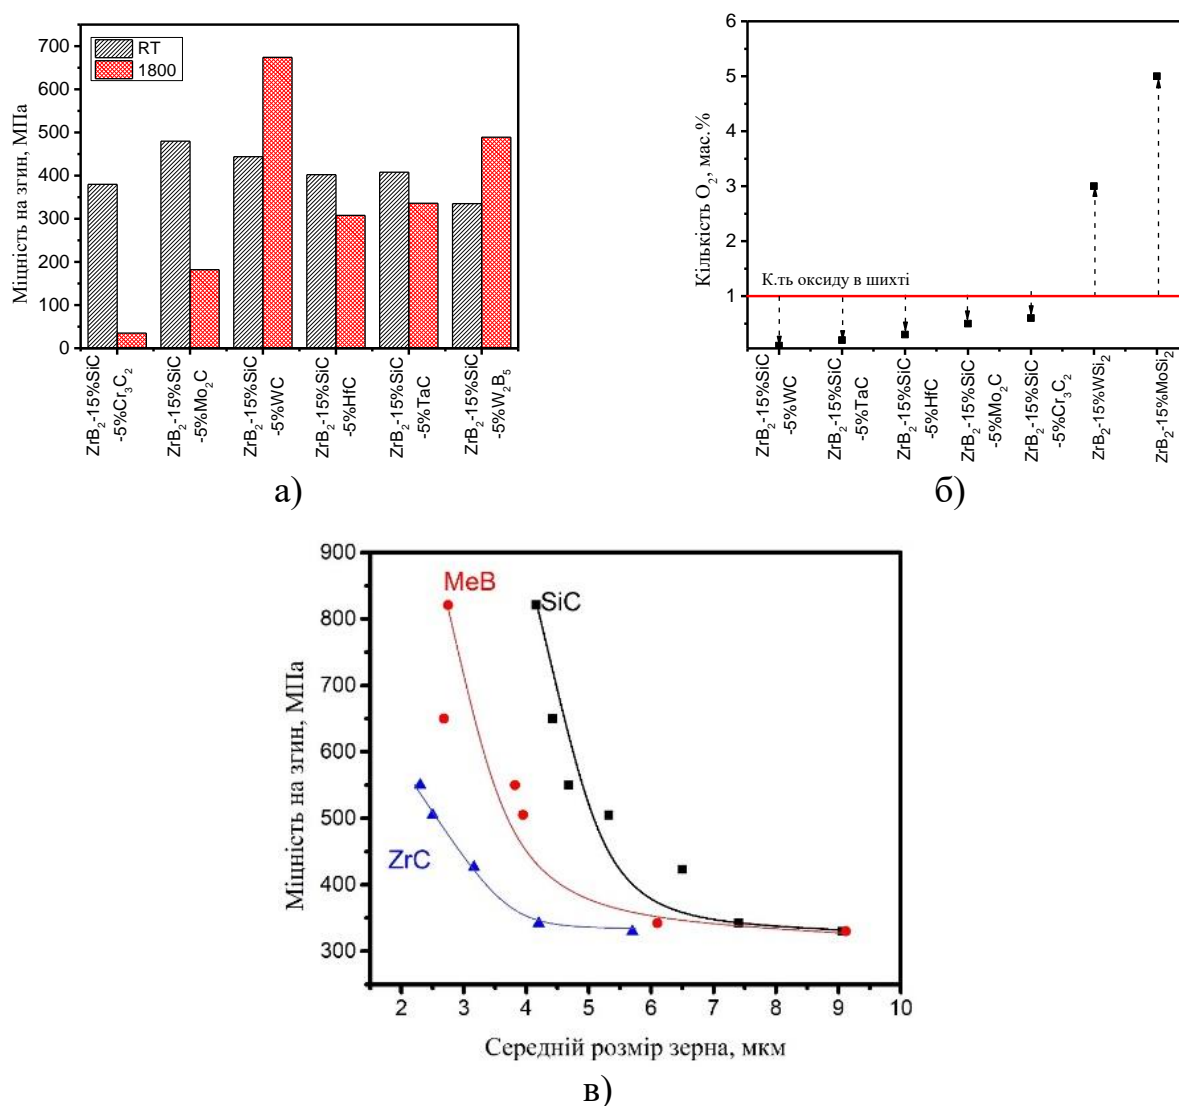 RT
1800
Міцність на згин, МПа
700
600
500
400
300
200
100
0
ZrB2-15%SiC
-5%Cr3C2
ZrB2-15%SiC
-5%Mo2C
ZrB2-15%SiC
-5%WC
ZrB2-15%SiC
-5%HfC
ZrB2-15%SiC
-5%TaC
ZrB2-15%SiC
-5%W2B5
а)
Кількість O2, мас.%
6
5
4
3
2
1
К.ть оксиду в шихті
ZrB2-15%SiC
-5%WC
ZrB2-15%SiC
-5%TaC
ZrB2-15%SiC
-5%HfC
ZrB2-15%SiC
-5%Mo2C
ZrB2-15%SiC
-5%Cr3C2
ZrB2-15%WSi2
ZrB2-15%MoSi2
б)
Міцність на згин, МПа
900
800
700
600
500
400
300
MeB
SiC
ZrC
2 3 4 5 6 7 8 9 10
Середній розмір зерна, мкм
в)